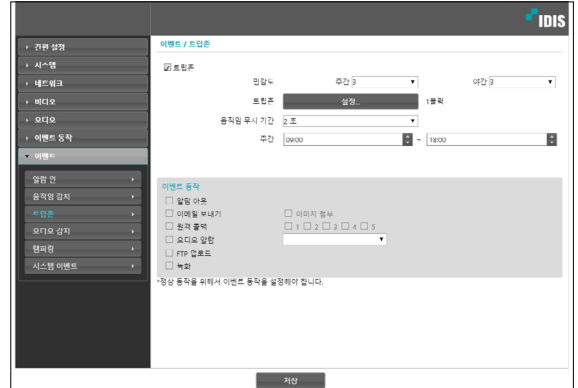 IDIS
간편 설정
시스템
네트워크
비디오
오디오
이벤트 동작
이벤트
알람 인
움직임 감지
트립존
오디오 감지
탬퍼링
시스템 이벤트
이벤트 / 트립존
트립존
민감도 주간 3 야간 3
트립존 설정... 1블럭
움직임 무시 기간 2 초
주간 09:00 ~ 18:00
이벤트 동작
알람 아웃
이메일 보내기 이미지 첨부
원격 콜백 1 2 3 4 5
오디오 알람
FTP 업로드
녹화
*정상 동작을 위해서 이벤트 동작을 설정해야 합니다.
저장